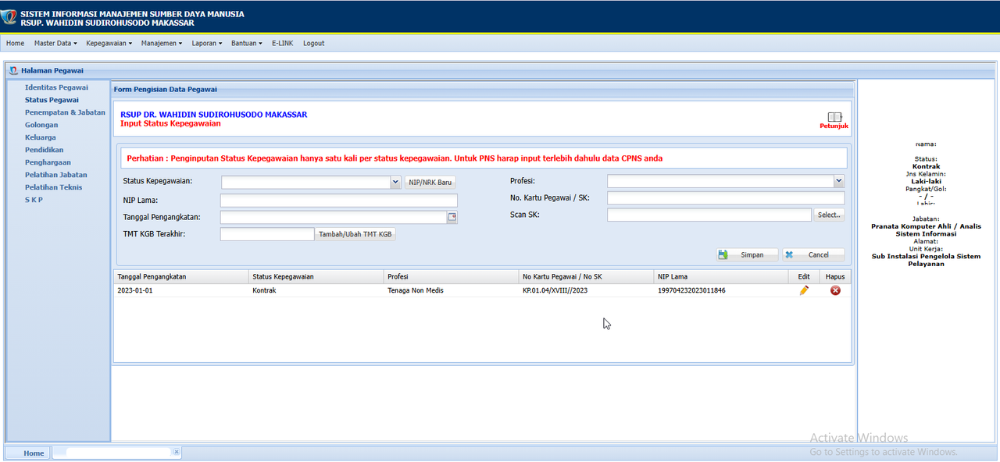 SISTEM INFORMASI MANAJEMEN SUMBER DAYA MANUSIA
RSUP. WAHIDIN SUDIROHUSODO MAKASSAR
Home Master Data Kepegawaian Manajemen Laporan Bantuan E-LINK Logout
Halaman Pegawai
Identitas Pegawai
Status Pegawai
Penempatan & Jabatan
Golongan
Keluarga
Pendidikan
Penghargaan
Pelatihan Jabatan
Pelatihan Teknis
S K P
Form Pengisian Data Pegawai
RSUP DR. WAHIDIN SUDIROHUSODO MAKASSAR
Input Status Kepegawaian
Petunjuk
Perhatian : Penginputan Status Kepegawaian hanya satu kali per status kepegawaian. Untuk PNS harap input terlebih dahulu data CPNS anda
Status Kepegawaian: NIP/NRK Baru Profesi:
NIP Lama: No. Kartu Pegawai / SK:
Tanggal Pengangkatan: Scan SK: Select..
TMT KGB Terakhir: Tambah/Ubah TMT KGB
Simpan Cancel
Tanggal Pengangkatan Status Kepegawaian Profesi No Kartu Pegawai / No SK NIP Lama Edit Hapus
2023-01-01 Kontrak Tenaga Non Medis KP.01.04/XVIII//2023 199704232023011846
Nama:
Status:
Kontrak
Jns Kelamin:
Laki-laki
Pangkat/Gol:
- / -
Lahir:
Jabatan:
Pranata Komputer Ahli / Analis
Sistem Informasi
Alamat:
Unit Kerja:
Sub Instalasi Pengelola Sistem
Pelayanan
Activate Windows
Go to Settings to activate Windows.
Home